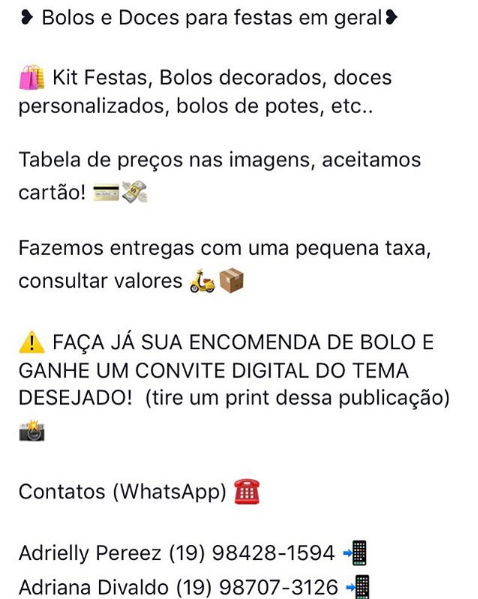 ❥ Bolos e Doces para festas em geral❥
🛍️ Kit Festas, Bolos decorados, doces
personalizados, bolos de potes, etc..
Tabela de preços nas imagens, aceitamos
cartão! 💳💸
Fazemos entregas com uma pequena taxa,
consultar valores 🛵📦
⚠️ FAÇA JÁ SUA ENCOMENDA DE BOLO E
GANHE UM CONVITE DIGITAL DO TEMA
DESEJADO!  (tire um print dessa publicação)
📸
Contatos (WhatsApp) ☎️
Adrielly Pereez (19) 98428-1594 📲
Adriana Divaldo (19) 98707-3126 📲